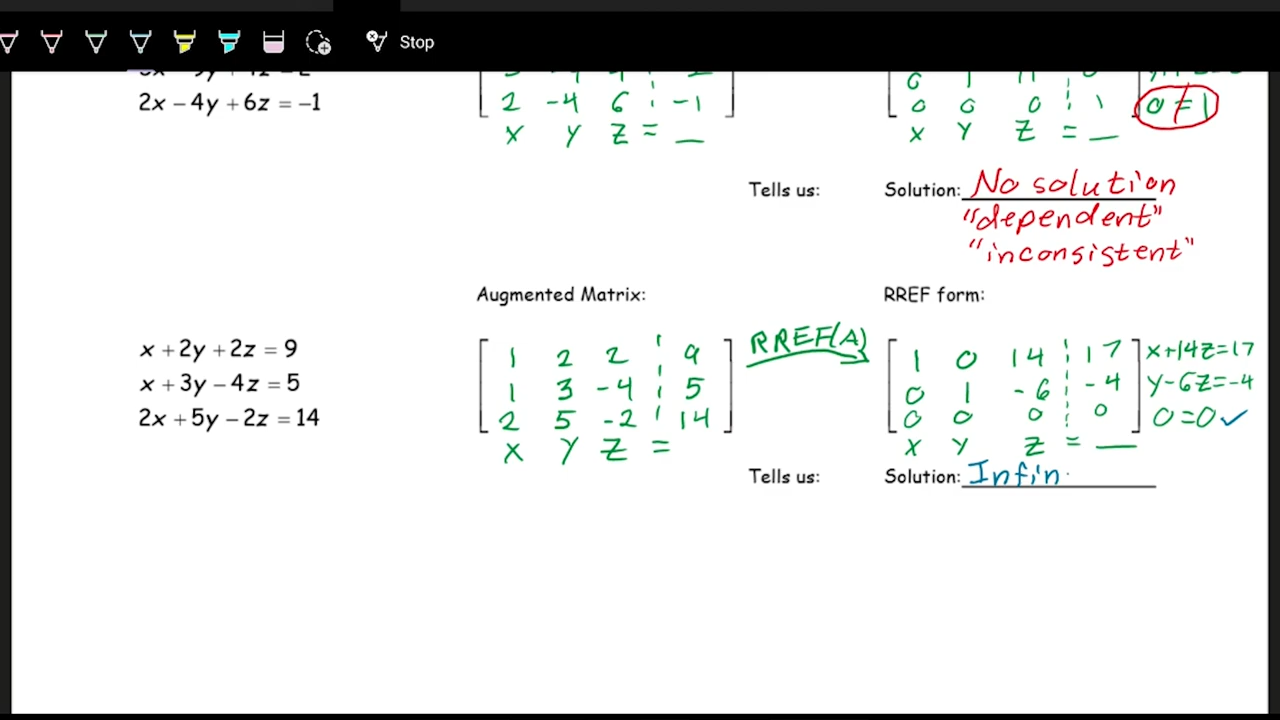 Stop
2x − 4y + 6z = −1
2 -4 6 -1
x y z = _
0 0 0 1
0 ≠ 1
x y z = _
Tells us:
Solution: No solution
"dependent"
"inconsistent"
Augmented Matrix:
RREF form:
x + 2y + 2z = 9
x + 3y − 4z = 5
2x + 5y − 2z = 14
1 2 2 9
1 3 -4 5
2 5 -2 14
x y z =
RREF(A)
1 0 14 17 x+14z=17
0 1 -6 -4 y-6z=-4
0 0 0 0 0=0 ✓
x y z = _
Tells us:
Solution: Infin